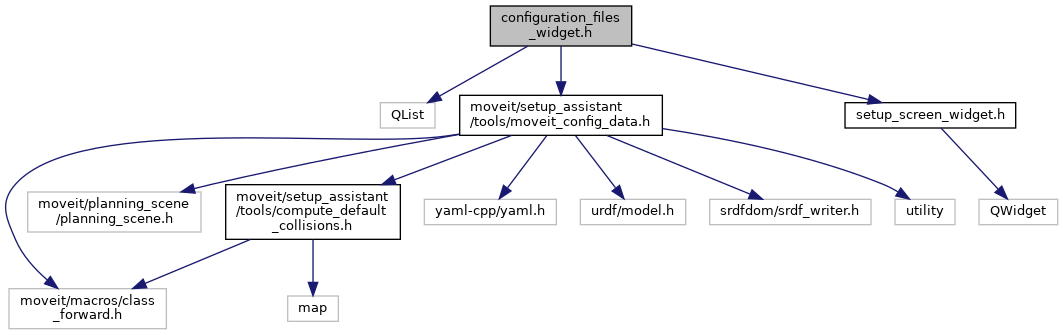 configuration_files
_widget.h
QList
moveit/setup_assistant
/tools/moveit_config_data.h
setup_screen_widget.h
moveit/planning_scene
/planning_scene.h
moveit/setup_assistant
/tools/compute_default
_collisions.h
yaml-cpp/yaml.h
urdf/model.h
srdfdom/srdf_writer.h
utility
QWidget
moveit/macros/class
_forward.h
map